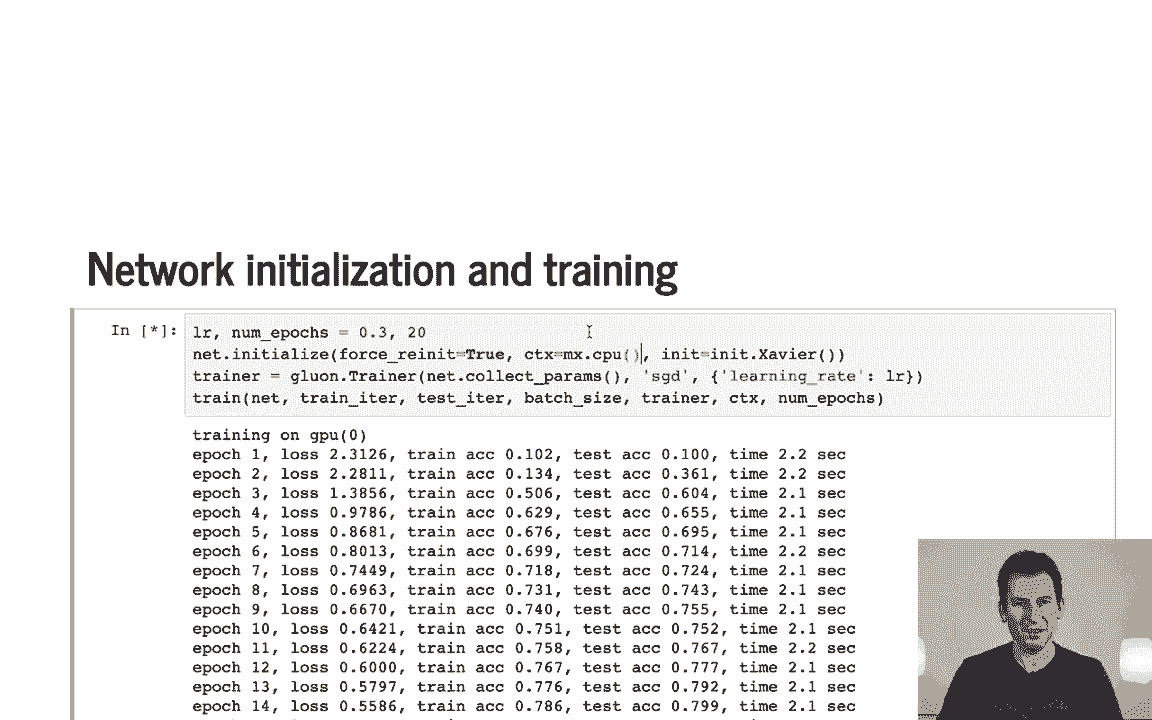 Network initialization and training
In [*]: lr, num_epochs = 0.3, 20
net.initialize(force_reinit=True, ctx=mx.cpu(), init=init.Xavier())
trainer = gluon.Trainer(net.collect_params(), 'sgd', {'learning_rate': lr})
train(net, train_iter, test_iter, batch_size, trainer, ctx, num_epochs)
training on gpu(0)
epoch 1, loss 2.3126, train acc 0.102, test acc 0.100, time 2.2 sec
epoch 2, loss 2.2811, train acc 0.134, test acc 0.361, time 2.2 sec
epoch 3, loss 1.3856, train acc 0.506, test acc 0.604, time 2.1 sec
epoch 4, loss 0.9786, train acc 0.629, test acc 0.655, time 2.1 sec
epoch 5, loss 0.8681, train acc 0.676, test acc 0.695, time 2.1 sec
epoch 6, loss 0.8013, train acc 0.699, test acc 0.714, time 2.2 sec
epoch 7, loss 0.7449, train acc 0.718, test acc 0.724, time 2.1 sec
epoch 8, loss 0.6963, train acc 0.731, test acc 0.743, time 2.1 sec
epoch 9, loss 0.6670, train acc 0.740, test acc 0.755, time 2.1 sec
epoch 10, loss 0.6421, train acc 0.751, test acc 0.752, time 2.1 sec
epoch 11, loss 0.6224, train acc 0.758, test acc 0.767, time 2.2 sec
epoch 12, loss 0.6000, train acc 0.767, test acc 0.777, time 2.1 sec
epoch 13, loss 0.5797, train acc 0.776, test acc 0.792, time 2.1 sec
epoch 14, loss 0.5586, train acc 0.786, test acc 0.799, time 2.1 sec